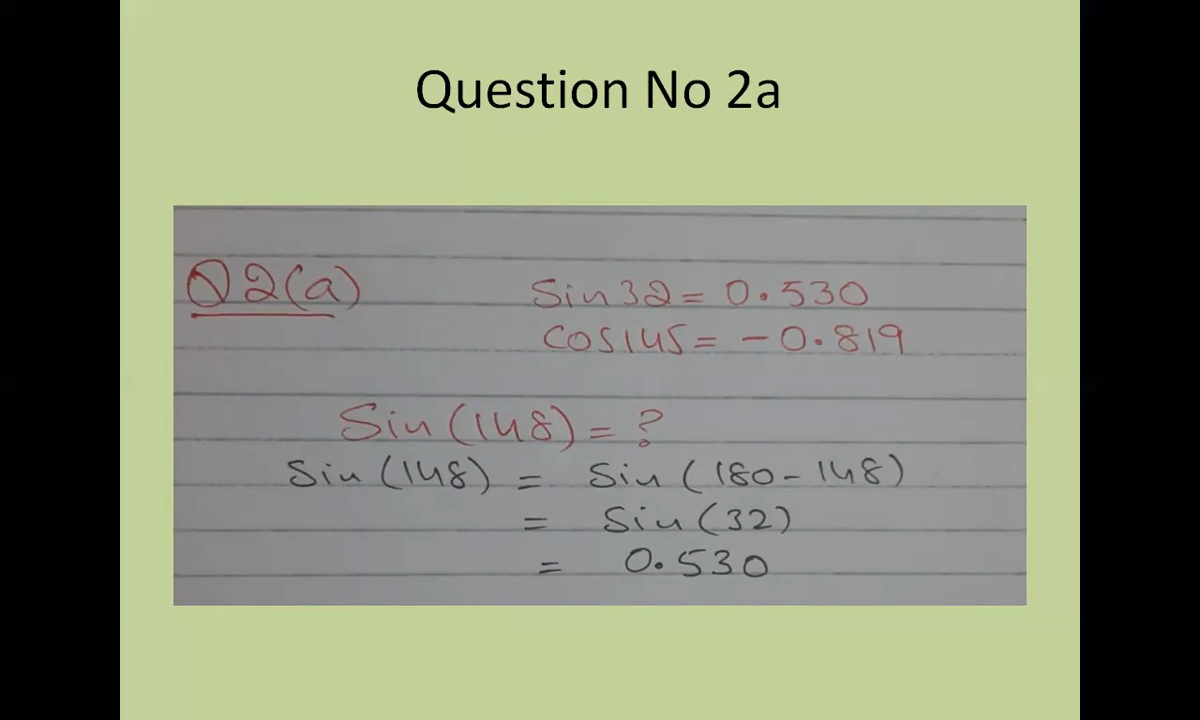 Question No 2a
Q2(a)
Sin32 = 0.530
COS145 = -0.819
Sin(148) = ?
Sin(148) = Sin(180-148)
= Sin(32)
= 0.530